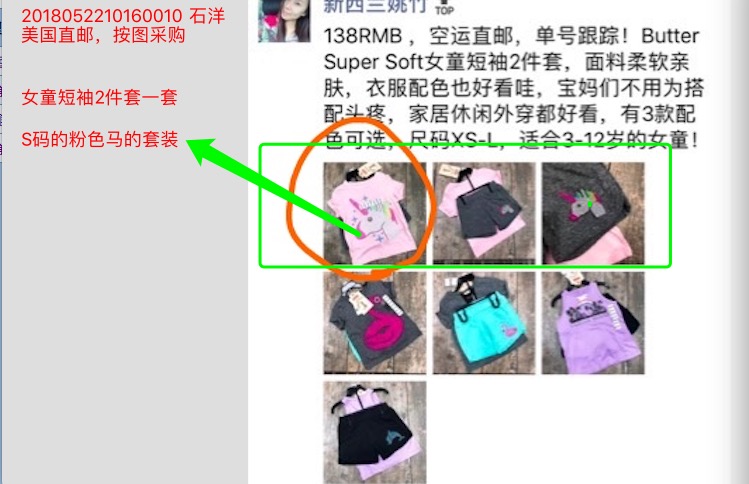 2018052210160010 石洋
美国直邮，按图采购
女童短袖2件套一套
S码的粉色马的套装
新西兰姚竹
TOP
138RMB ，空运直邮，单号跟踪！Butter
Super Soft女童短袖2件套，面料柔软亲
肤，衣服配色也好看哇，宝妈们不用为搭
配头疼，家居休闲外穿都好看，有3款配
色可选，尺码XS-L，适合3-12岁的女童！